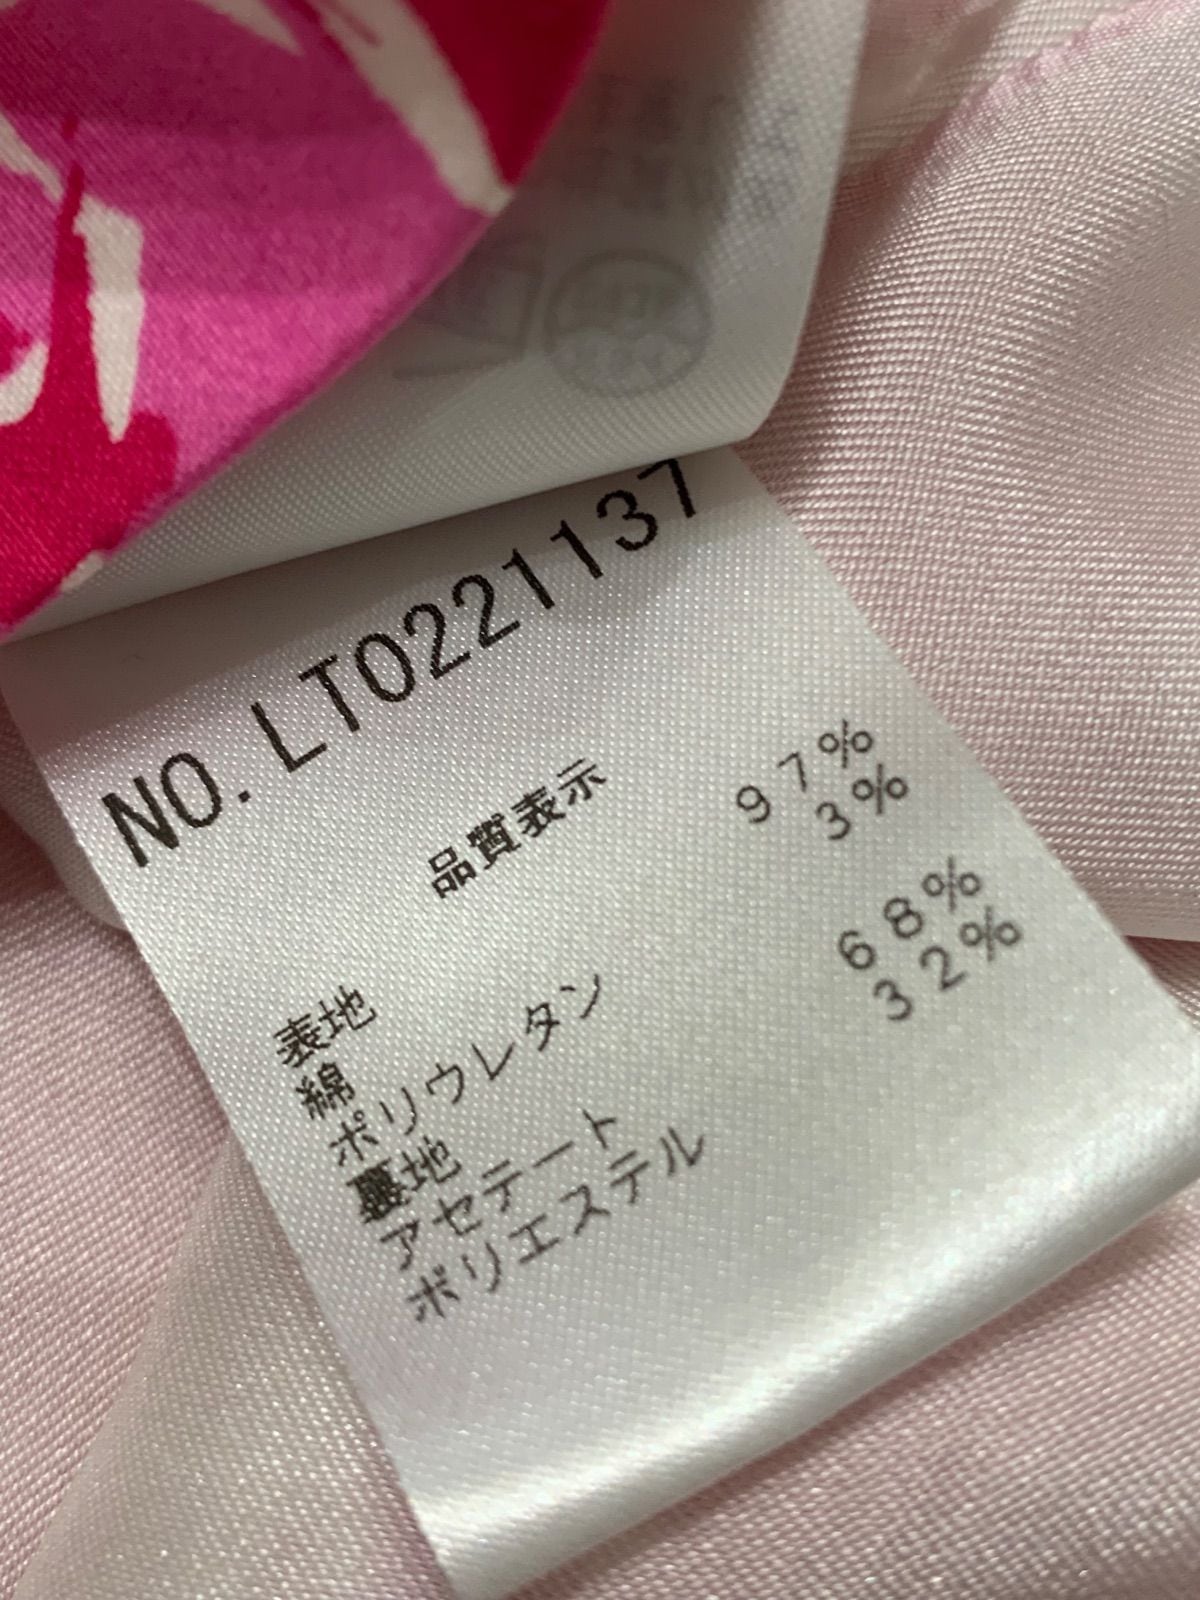 NO. LT0221137
品質表示
表地
綿 97%
ポリウレタン 3%
裏地
アセテート 68%
ポリエステル 32%